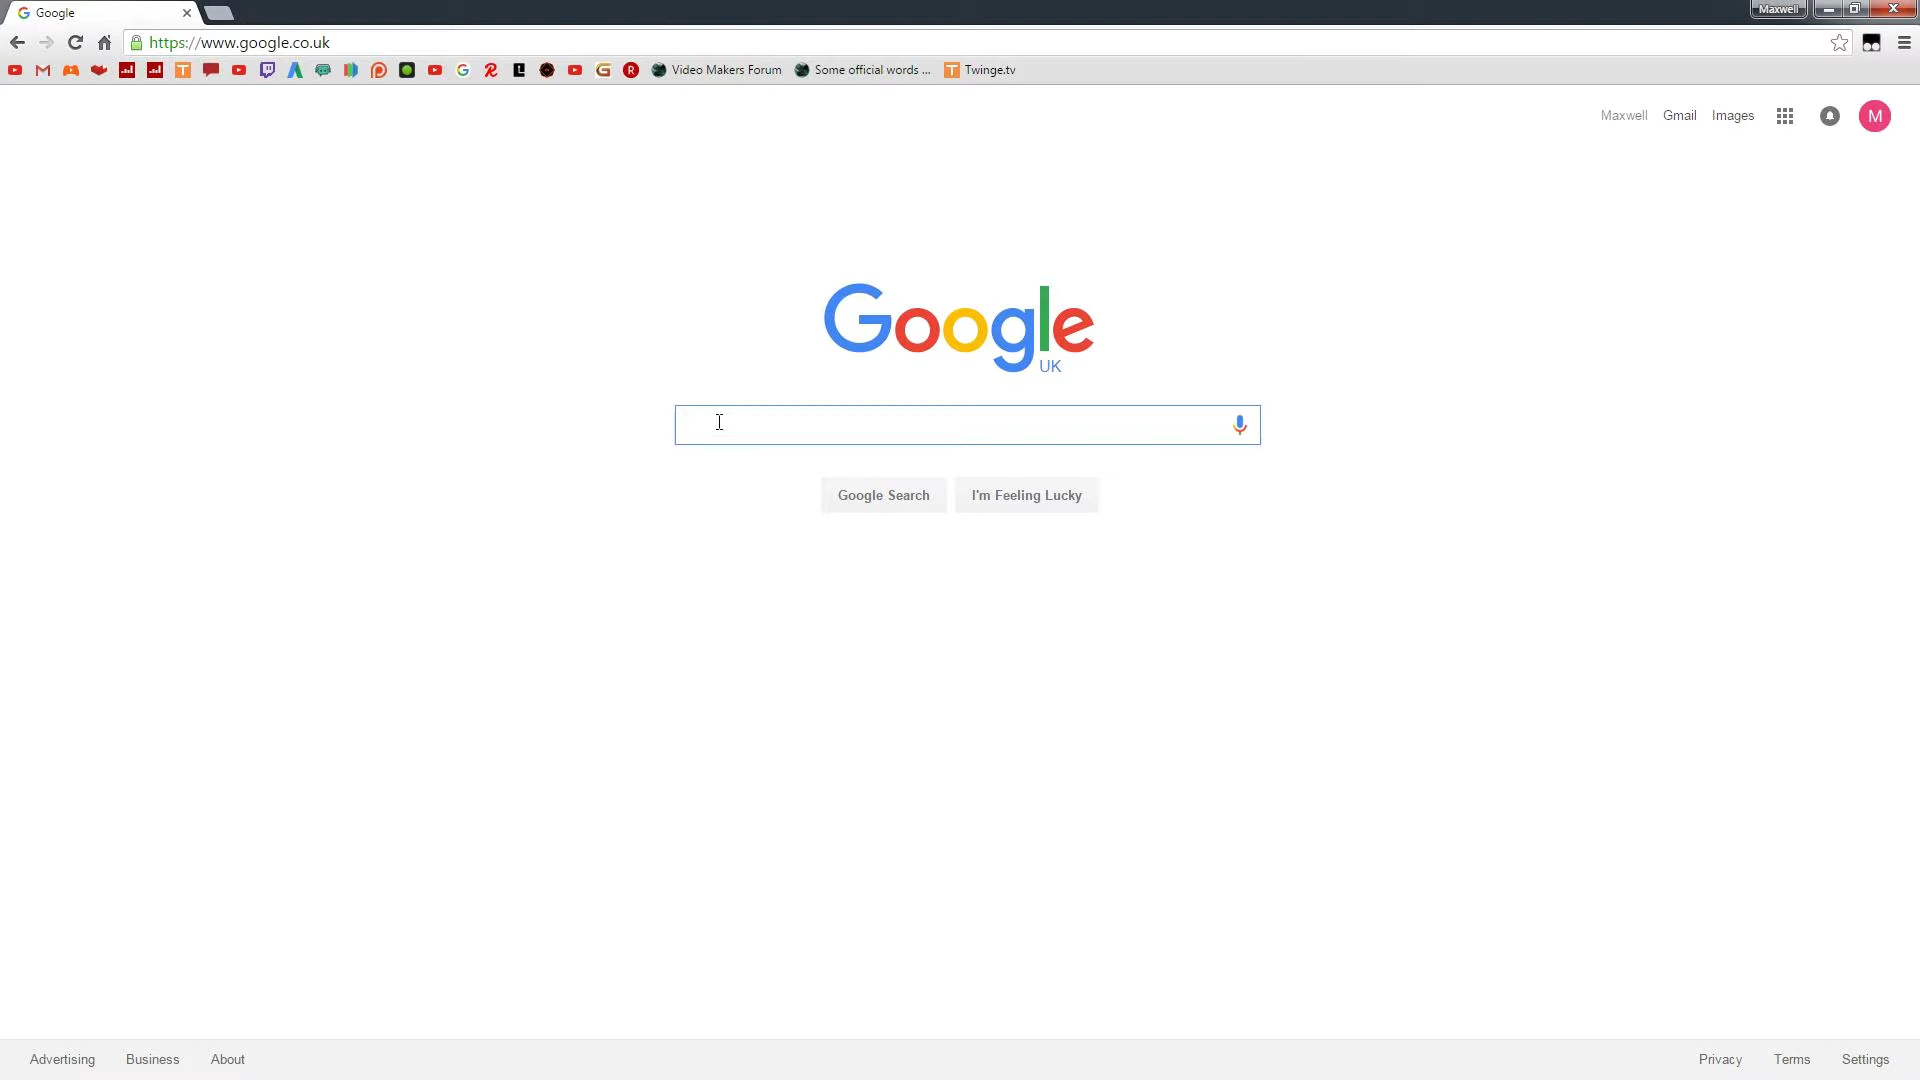 Google
Maxwell
https://www.google.co.uk
Video Makers Forum
Some official words ...
Twinge.tv
Maxwell
Gmail
Images
M
Google
UK
Google Search
I'm Feeling Lucky
Advertising
Business
About
Privacy
Terms
Settings